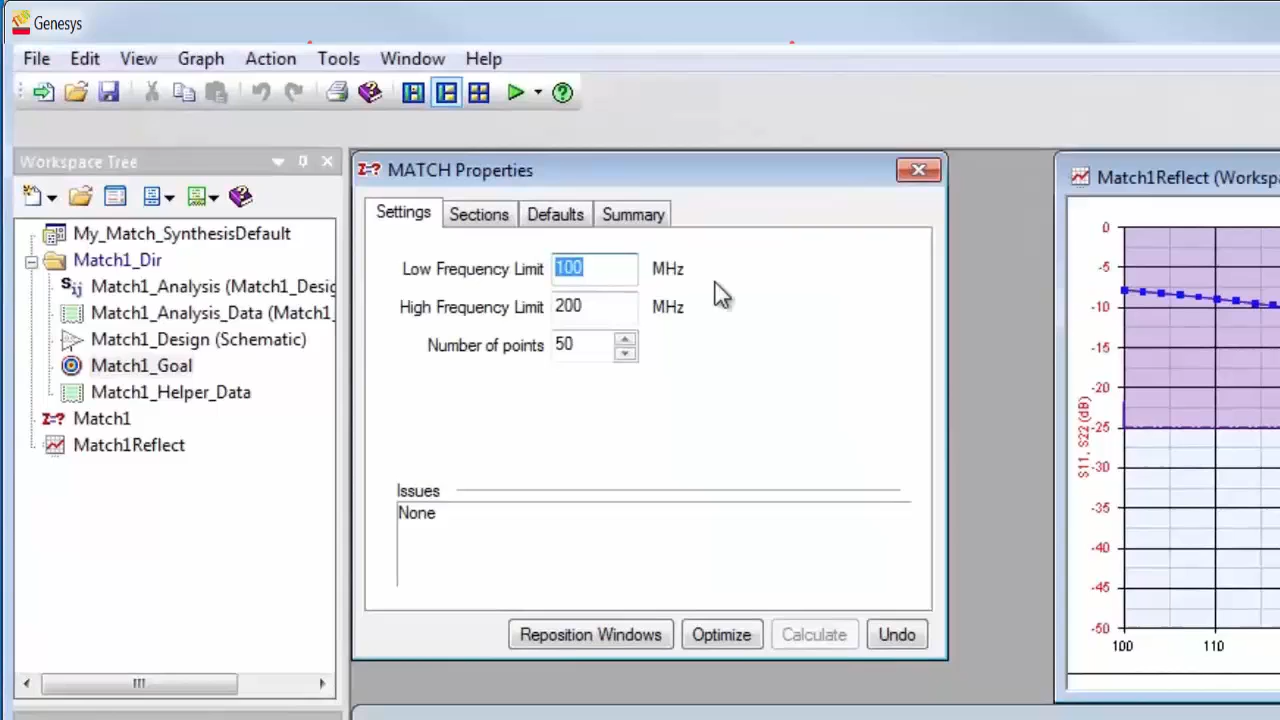 Genesys
File Edit View Graph Action Tools Window Help
Workspace Tree
My_Match_SynthesisDefault
Match1_Dir
Sij Match1_Analysis (Match1_Desig
Match1_Analysis_Data (Match1_
Match1_Design (Schematic)
Match1_Goal
Match1_Helper_Data
Z=? Match1
Match1Reflect
Z=? MATCH Properties
Settings Sections Defaults Summary
Low Frequency Limit 100 MHz
High Frequency Limit 200 MHz
Number of points 50
Issues
None
Reposition Windows Optimize Calculate Undo
Match1Reflect (Workspa
S11, S22 (dB)
0
-5
-10
-15
-20
-25
-30
-35
-40
-45
-50
100 110